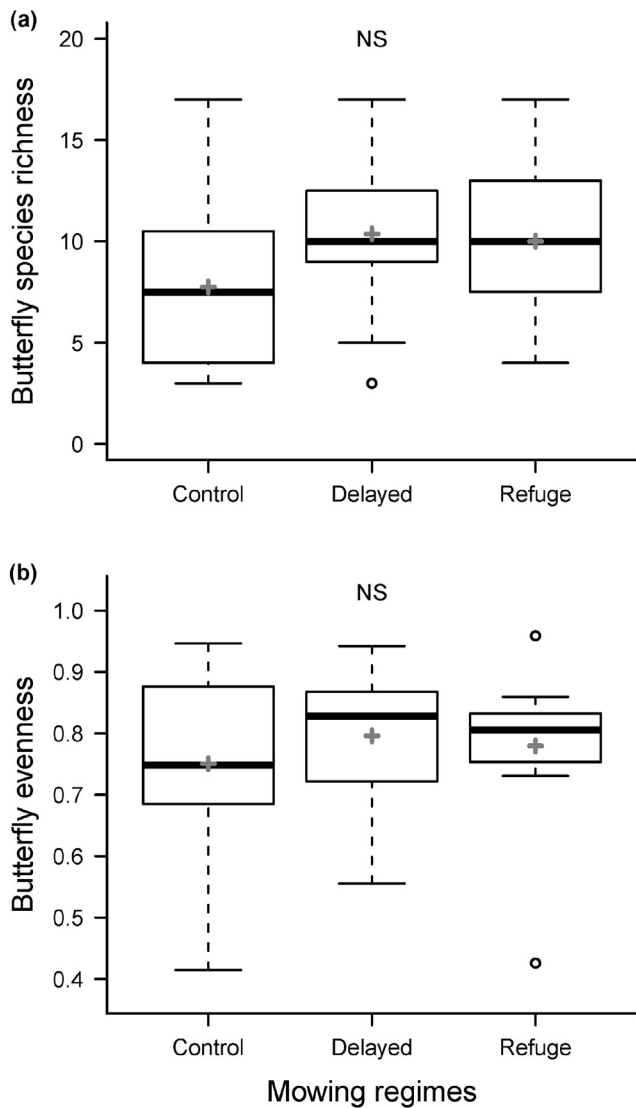 (a)
NS
Butterfly species richness
20
15
10
5
0
Control Delayed Refuge
(b)
NS
Butterfly evenness
1.0
0.9
0.8
0.7
0.6
0.5
0.4
Control Delayed Refuge
Mowing regimes